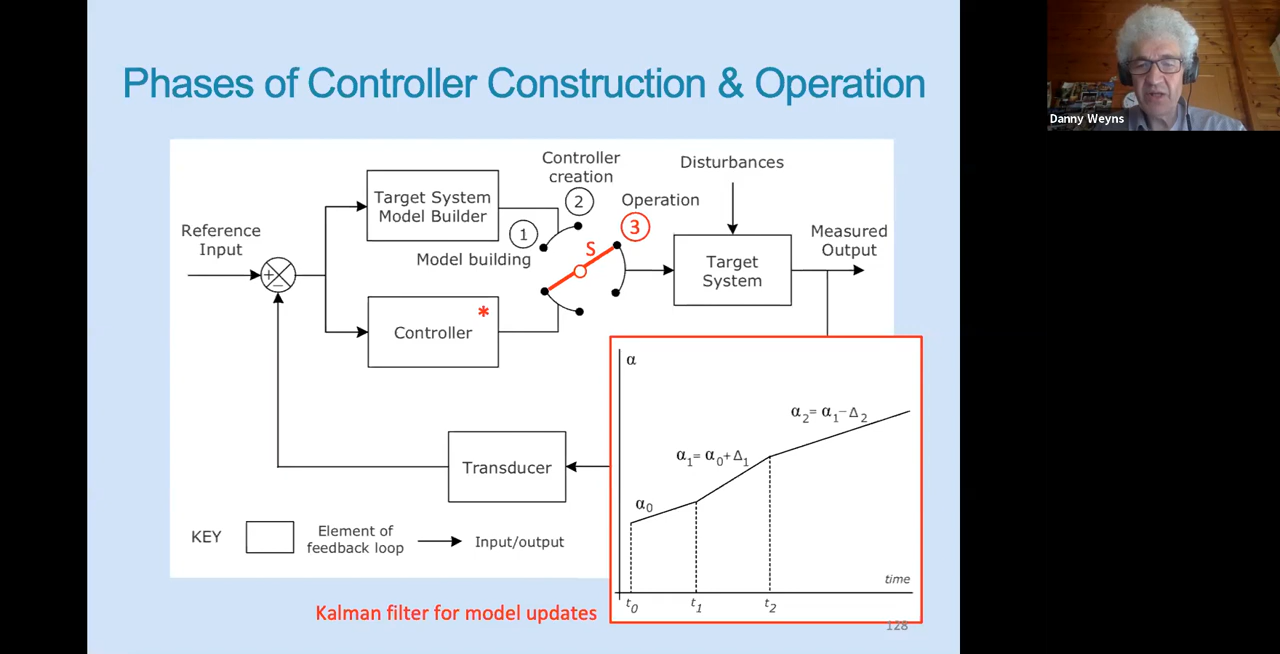 Phases of Controller Construction & Operation
Danny Weyns
Controller
creation
2
Disturbances
Target System
Model Builder
Operation
3
Reference
Input
1
S
Measured
Output
Model building
+
−
Target
System
Controller
*
α
α2= α1−Δ2
α1= α0+Δ1
Transducer
α0
KEY
Element of
feedback loop
Input/output
time
t0
t1
t2
Kalman filter for model updates
128